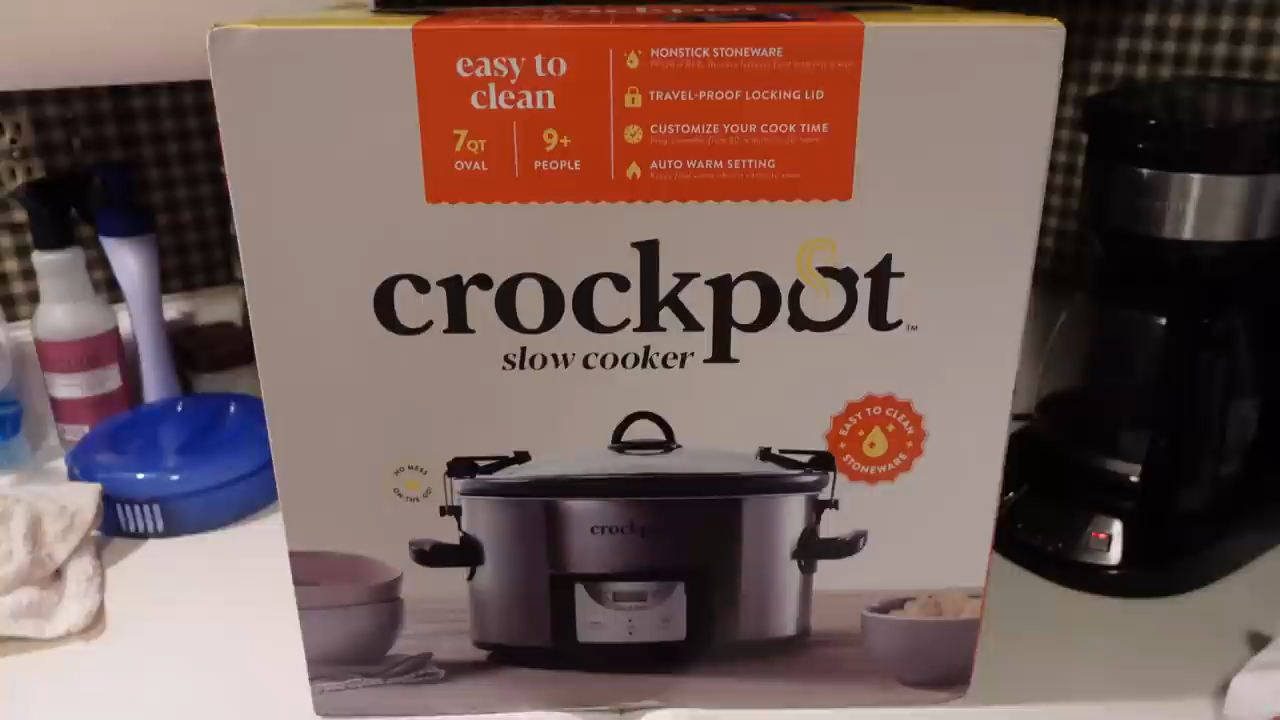 easy to
clean
7QT
OVAL
9+
PEOPLE
NONSTICK STONEWARE
TRAVEL-PROOF LOCKING LID
CUSTOMIZE YOUR COOK TIME
AUTO WARM SETTING
crockpot™
slow cooker
EASY TO CLEAN
STONEWARE
NO MESS
ON-THE-GO!
crockpot